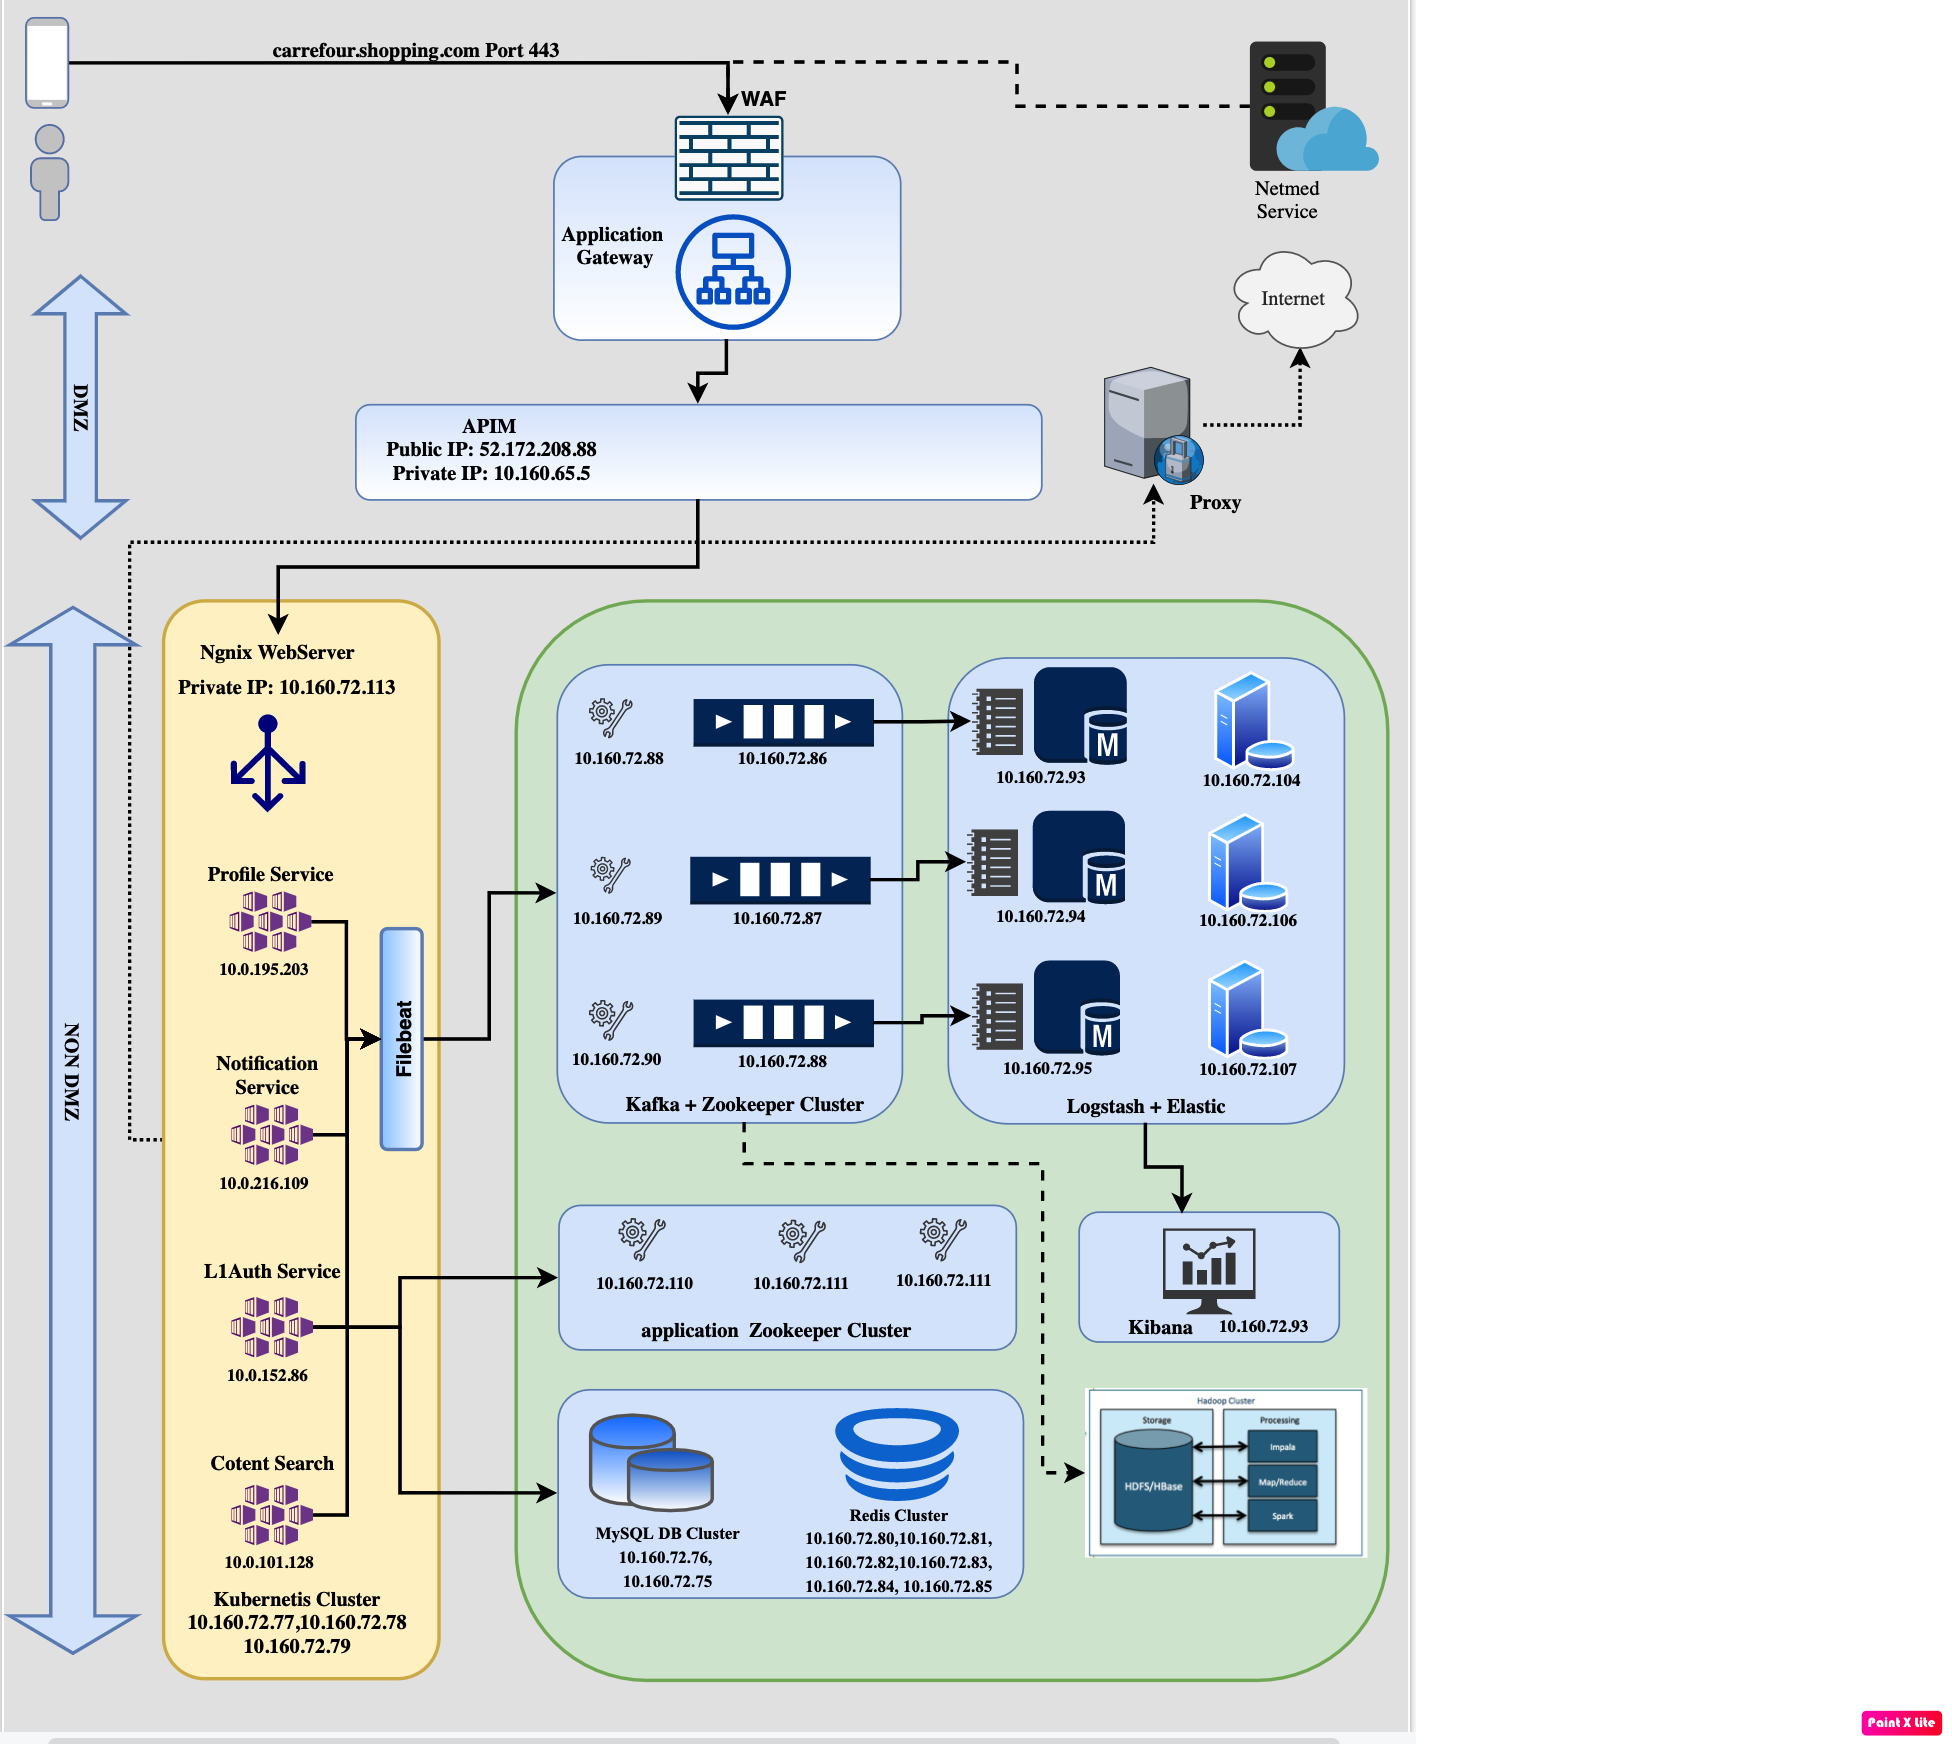 carrefour.shopping.com Port 443
WAF
Netmed
Service
Application
Gateway
Internet
DMZ
APIM
Public IP: 52.172.208.88
Private IP: 10.160.65.5
Proxy
NON DMZ
Ngnix WebServer
Private IP: 10.160.72.113
Profile Service
10.0.195.203
Notification
Service
10.0.216.109
L1Auth Service
10.0.152.86
Cotent Search
10.0.101.128
Kubernetis Cluster
10.160.72.77,10.160.72.78
10.160.72.79
Filebeat
10.160.72.88
10.160.72.86
10.160.72.89
10.160.72.87
10.160.72.90
10.160.72.88
Kafka + Zookeeper Cluster
M
10.160.72.93
10.160.72.104
M
10.160.72.94
10.160.72.106
M
10.160.72.95
10.160.72.107
Logstash + Elastic
10.160.72.110
10.160.72.111
10.160.72.111
application Zookeeper Cluster
Kibana
10.160.72.93
MySQL DB Cluster
10.160.72.76,
10.160.72.75
Redis Cluster
10.160.72.80,10.160.72.81,
10.160.72.82,10.160.72.83,
10.160.72.84, 10.160.72.85
Hadoop Cluster
Storage
Processing
HDFS/HBase
Impala
Map/Reduce
Spark
Paint X Lite